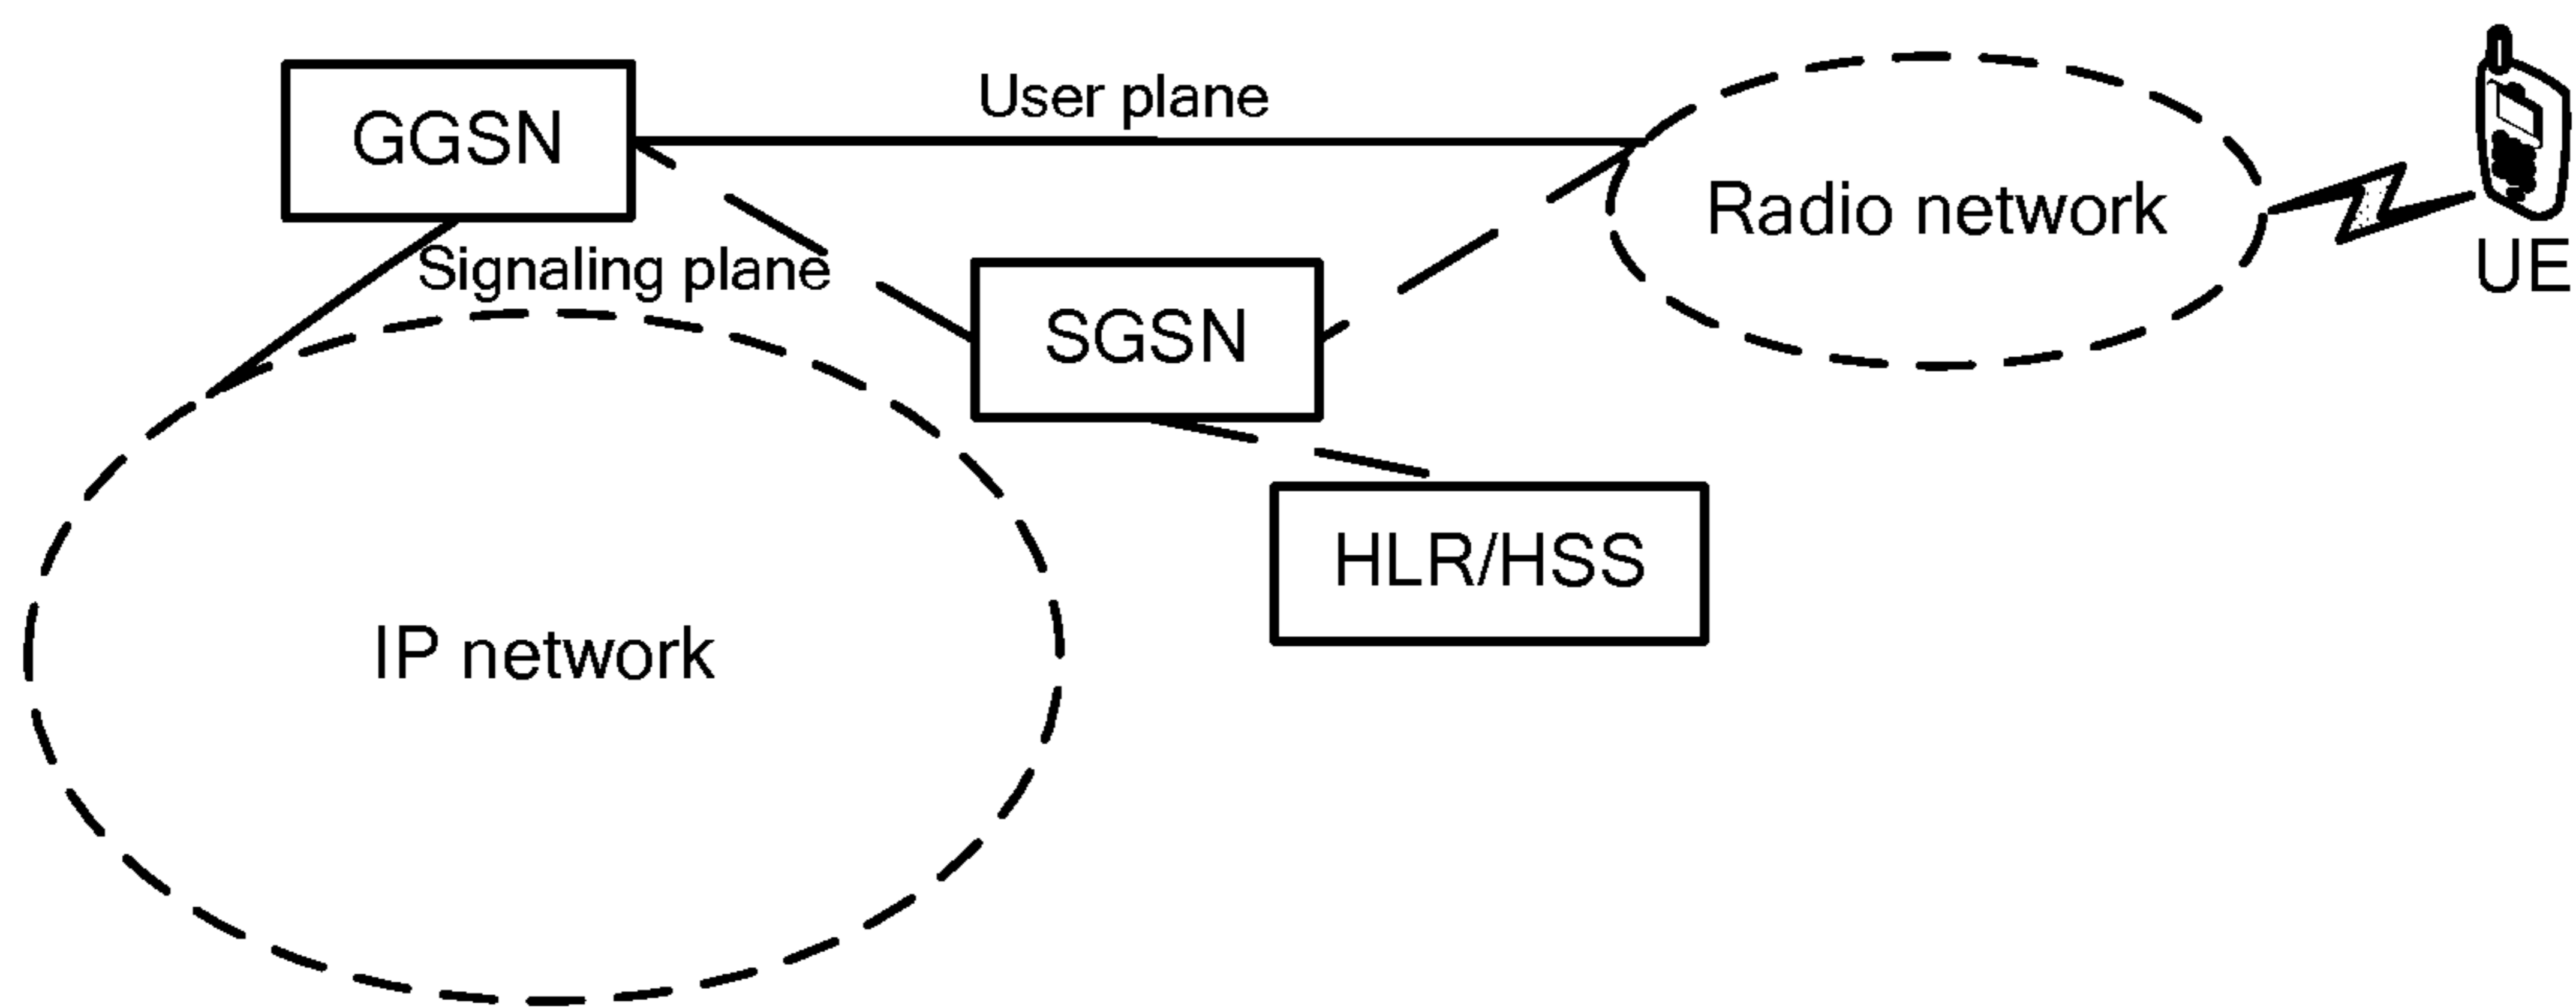 User plane
GGSN
Radio network
UE
Signaling plane
SGSN
HLR/HSS
IP network